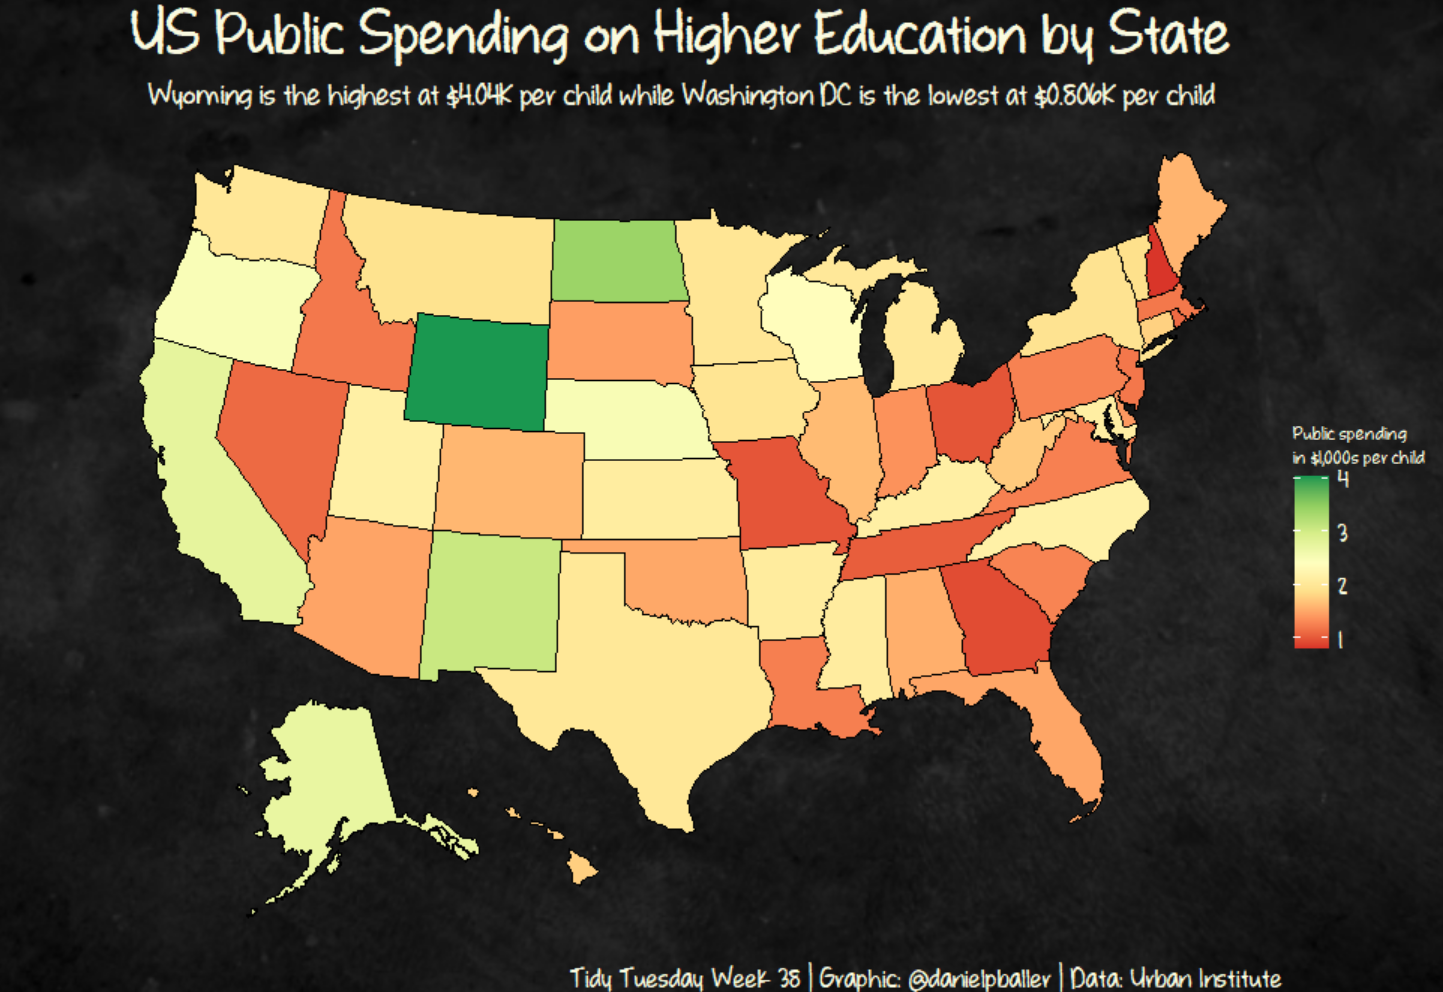 US Public Spending on Higher Education by State
Wyoming is the highest at $4.04K per child while Washington DC is the lowest at $0.806K per child
Public spending
in $1,000s per child
4
3
2
1
Tidy Tuesday Week 38 | Graphic: @danielpballer | Data: Urban Institute